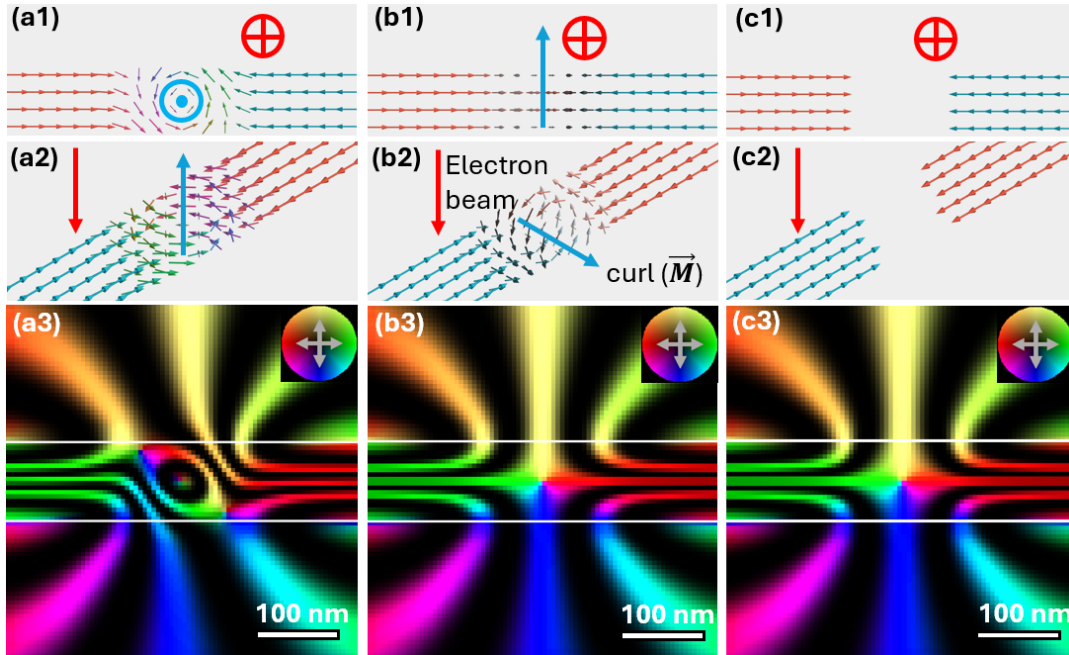 (a1)
(b1)
(c1)
(a2)
(b2)
Electron
beam
curl (M⃗)
(c2)
(a3)
100 nm
(b3)
100 nm
(c3)
100 nm